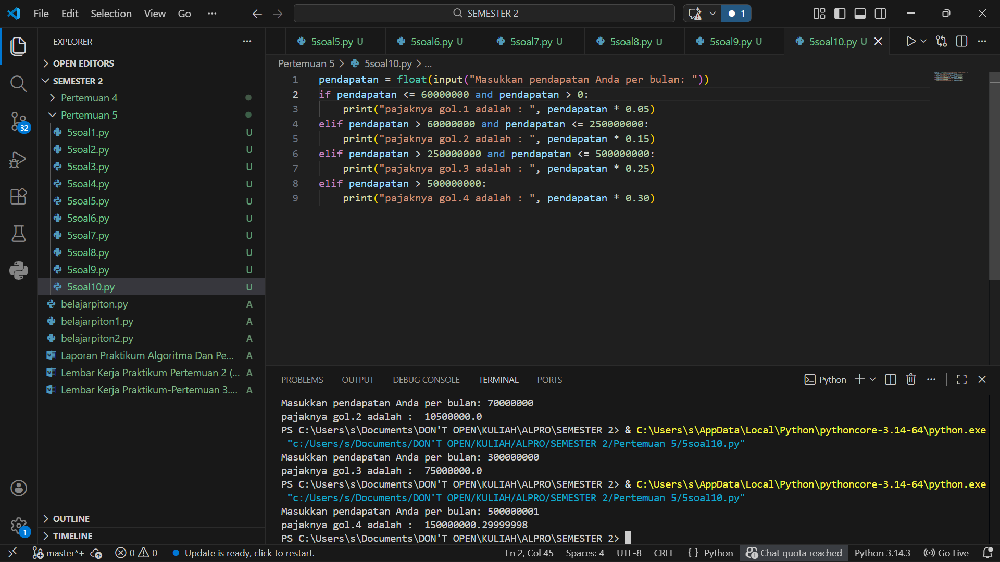 File Edit Selection View Go ···
SEMESTER 2
1
EXPLORER ···
OPEN EDITORS
SEMESTER 2
Pertemuan 4
Pertemuan 5
5soal1.py U
5soal2.py U
5soal3.py U
5soal4.py U
5soal5.py U
5soal6.py U
5soal7.py U
5soal8.py U
5soal9.py U
5soal10.py U
belajarpiton.py A
belajarpiton1.py A
belajarpiton2.py A
Laporan Praktikum Algoritma Dan Pe... A
Lembar Kerja Praktikum Pertemuan 2 (... A
Lembar Kerja Praktikum-Pertemuan 3.... A
OUTLINE
TIMELINE
32
1
5soal5.py U 5soal6.py U 5soal7.py U 5soal8.py U 5soal9.py U 5soal10.py U
Pertemuan 5 > 5soal10.py > ...
1 pendapatan = float(input("Masukkan pendapatan Anda per bulan: "))
2 if pendapatan <= 60000000 and pendapatan > 0:
3 print("pajaknya gol.1 adalah : ", pendapatan * 0.05)
4 elif pendapatan > 60000000 and pendapatan <= 250000000:
5 print("pajaknya gol.2 adalah : ", pendapatan * 0.15)
6 elif pendapatan > 250000000 and pendapatan <= 500000000:
7 print("pajaknya gol.3 adalah : ", pendapatan * 0.25)
8 elif pendapatan > 500000000:
9 print("pajaknya gol.4 adalah : ", pendapatan * 0.30)
PROBLEMS OUTPUT DEBUG CONSOLE TERMINAL PORTS
Python
Masukkan pendapatan Anda per bulan: 70000000
pajaknya gol.2 adalah :  10500000.0
PS C:\Users\s\Documents\DON'T OPEN\KULIAH\ALPRO\SEMESTER 2> & C:\Users\s\AppData\Local\Python\pythoncore-3.14-64\python.exe
"c:/Users/s/Documents/DON'T OPEN/KULIAH/ALPRO/SEMESTER 2/Pertemuan 5/5soal10.py"
Masukkan pendapatan Anda per bulan: 300000000
pajaknya gol.3 adalah :  75000000.0
PS C:\Users\s\Documents\DON'T OPEN\KULIAH\ALPRO\SEMESTER 2> & C:\Users\s\AppData\Local\Python\pythoncore-3.14-64\python.exe
"c:/Users/s/Documents/DON'T OPEN/KULIAH/ALPRO/SEMESTER 2/Pertemuan 5/5soal10.py"
Masukkan pendapatan Anda per bulan: 500000001
pajaknya gol.4 adalah :  150000000.29999998
PS C:\Users\s\Documents\DON'T OPEN\KULIAH\ALPRO\SEMESTER 2>
master*+ 0 0 Update is ready, click to restart. Ln 2, Col 45 Spaces: 4 UTF-8 CRLF {} Python Chat quota reached Python 3.14.3 Go Live